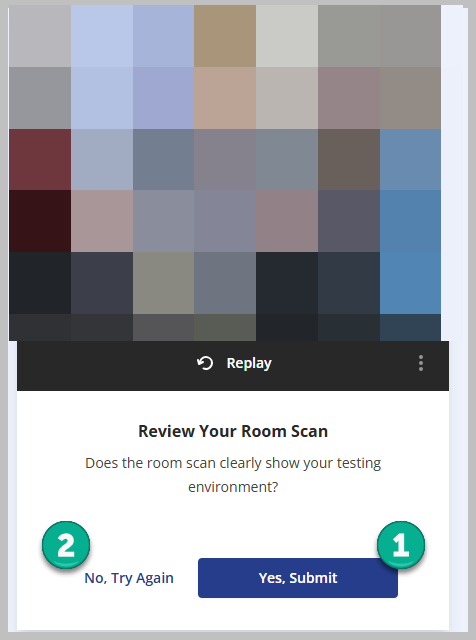 Replay
Review Your Room Scan
Does the room scan clearly show your testing
environment?
2
1
No, Try Again
Yes, Submit